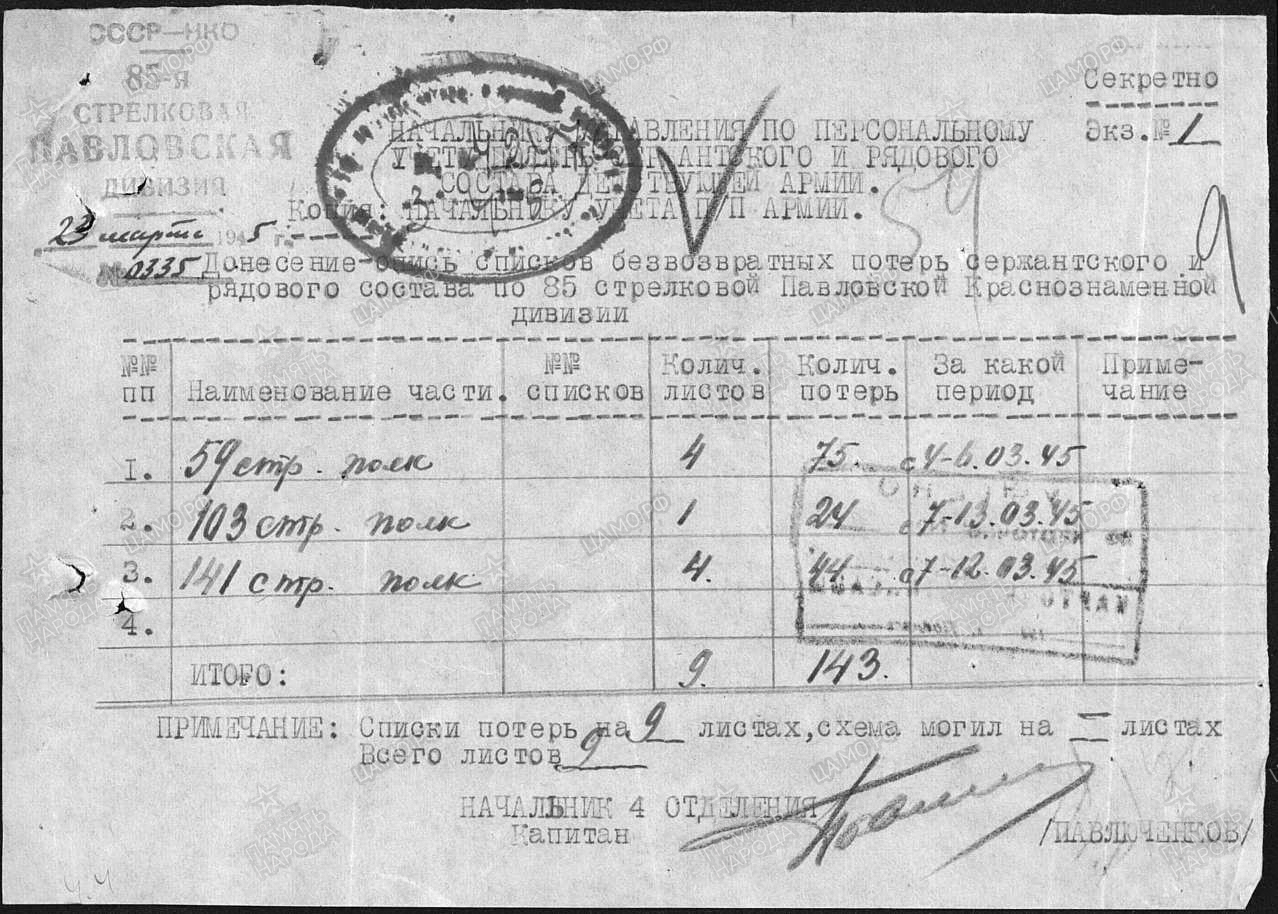 СССР—НКО
85-я
СТРЕЛКОВАЯ
ПАВЛОВСКАЯ
ДИВИЗИЯ
23 марта 1945 г.
№0335
Секретно
Экз.№ 1
НАЧАЛЬНИКУ УПРАВЛЕНИЯ ПО ПЕРСОНАЛЬНОМУ
УЧЕТУ ПОТЕРЬ СЕРЖАНТСКОГО И РЯДОВОГО
СОСТАВА ДЕЙСТВУЮЩЕЙ АРМИИ.
Копия: НАЧАЛЬНИКУ УЧЕТА П/П АРМИИ.
54
9
Донесение-опись списков безвозвратных потерь сержантского и
рядового состава по 85 стрелковой Павловской Краснознаменной
дивизии
№№ пп Наименование части. №№ списков Колич. листов Колич. потерь За какой период Приме-чание
1. 59 стр. полк 4 75. с 4-6.03.45
2. 103 стр. полк 1 24 с 7-13.03.45
3. 141 стр. полк 4. 44 с 7-12.03.45
4.
ИТОГО: 9. 143.
ПРИМЕЧАНИЕ: Списки потерь на 9 листах,схема могил на — листах
Всего листов 9
НАЧАЛЬНИК 4 ОТДЕЛЕНИЯ
Капитан /ПАВЛЮЧЕНКОВ/
ПАМЯТЬ НАРОДА
ЦАМО.РФ